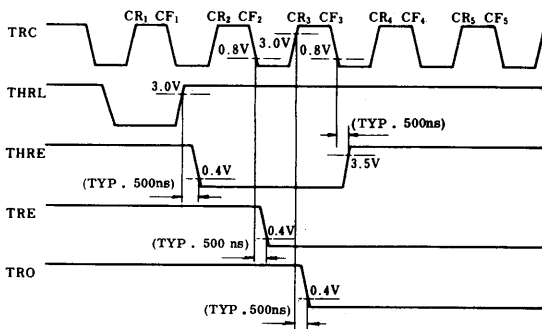 CR1 CF1 CR2 CF2 CR3 CF3 CR4 CF4 CR5 CF5
TRC
0.8V 3.0V 0.8V
THRL
3.0V
(TYP. 500ns)
THRE
3.5V
0.4V
(TYP. 500ns)
TRE
0.4V
(TYP. 500 ns)
TRO
0.4V
(TYP. 500ns)